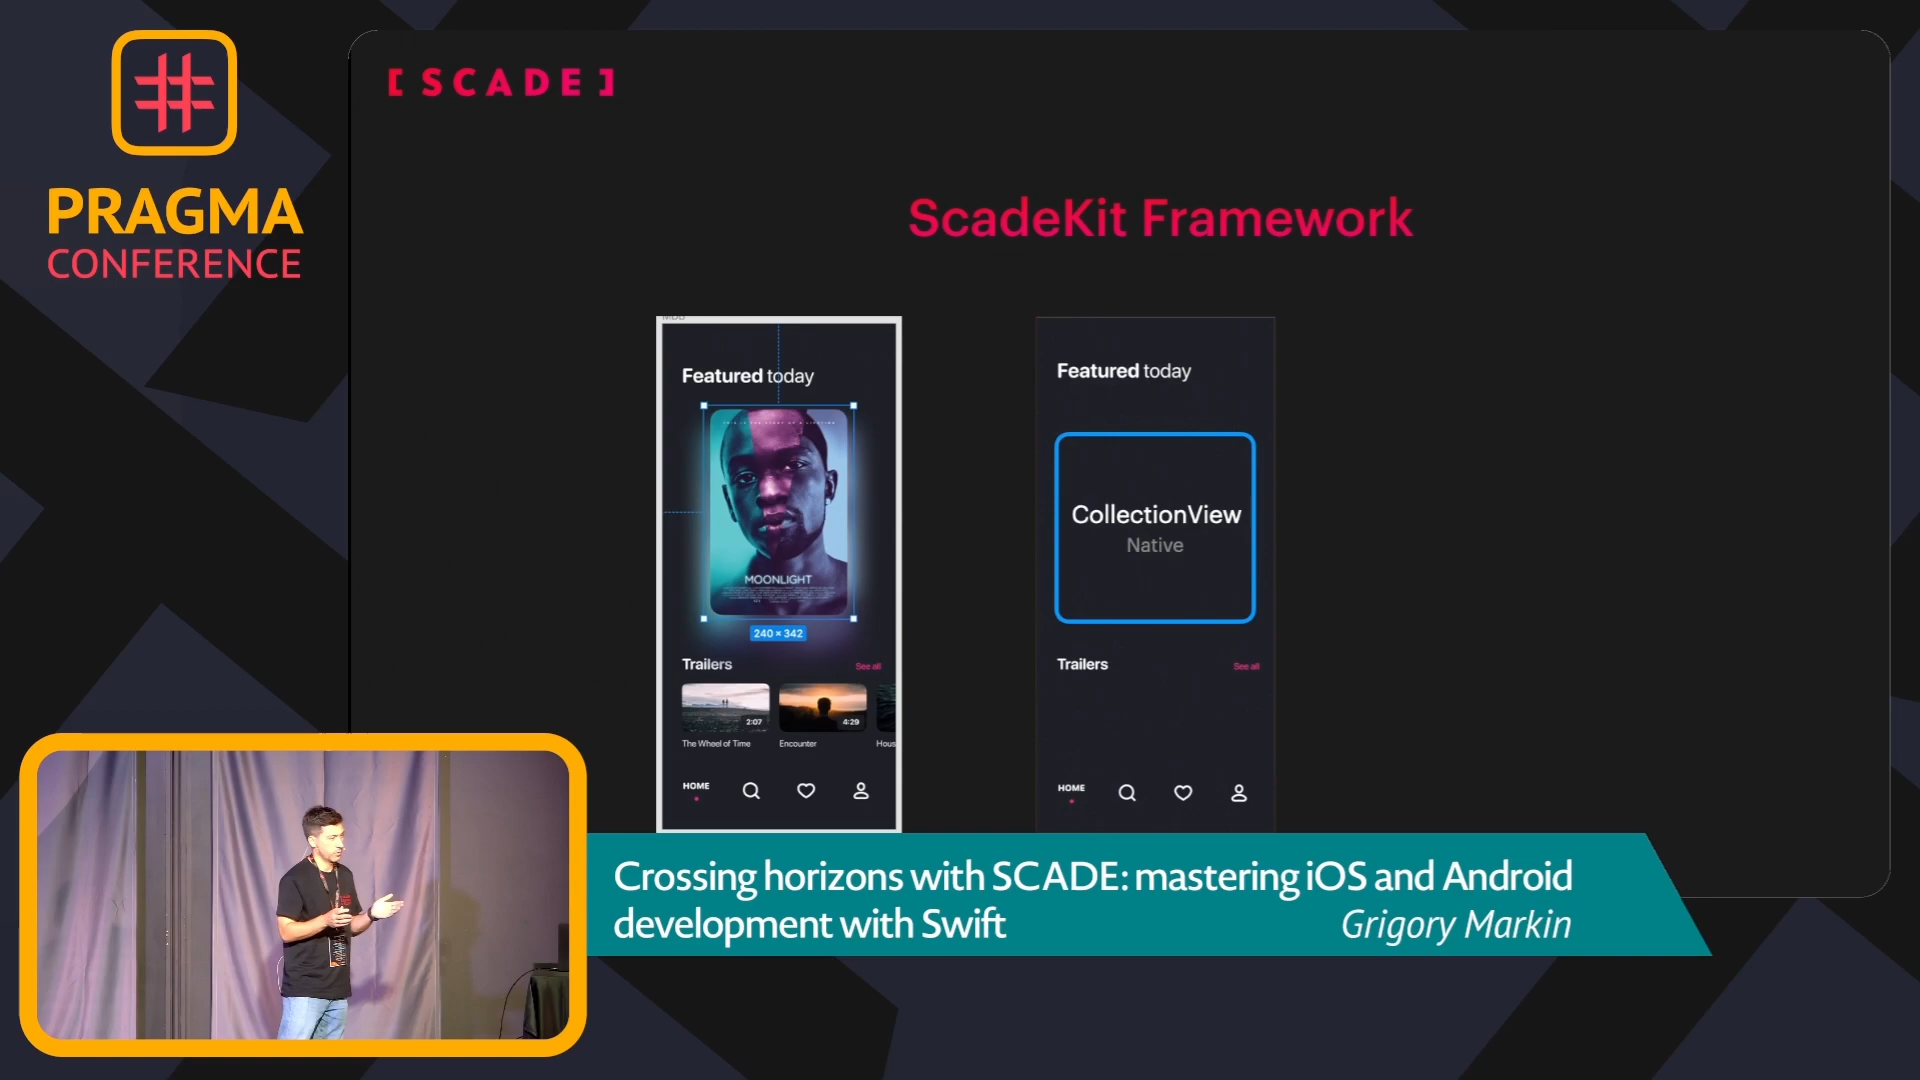 PRAGMA
CONFERENCE
[ SCADE ]
ScadeKit Framework
Featured today
MOONLIGHT
240 × 342
Trailers
See all
2:07
4:29
The Wheel of Time
Encounter
Hous
HOME
Featured today
CollectionView
Native
Trailers
See all
HOME
Crossing horizons with SCADE: mastering iOS and Android
development with Swift
Grigory Markin